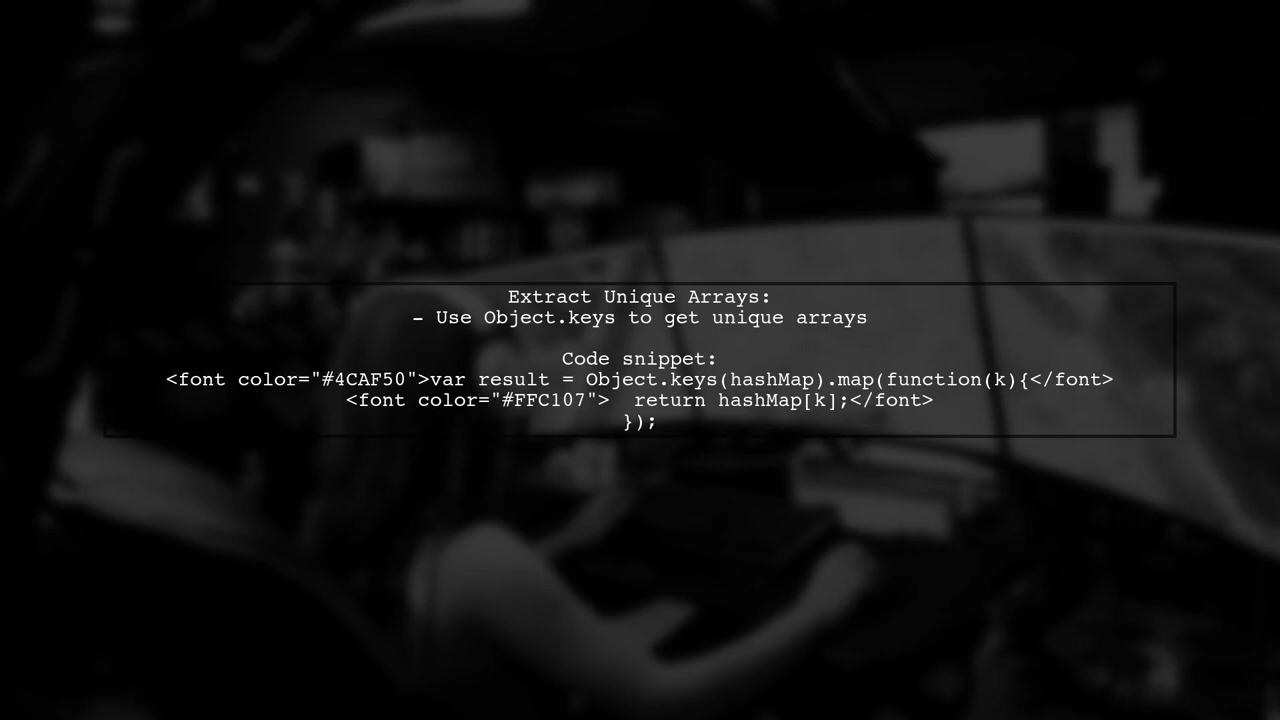 Extract Unique Arrays:
- Use Object.keys to get unique arrays
Code snippet:
<font color="#4CAF50">var result = Object.keys(hashMap).map(function(k){</font>
<font color="#FFC107">  return hashMap[k];</font>
});